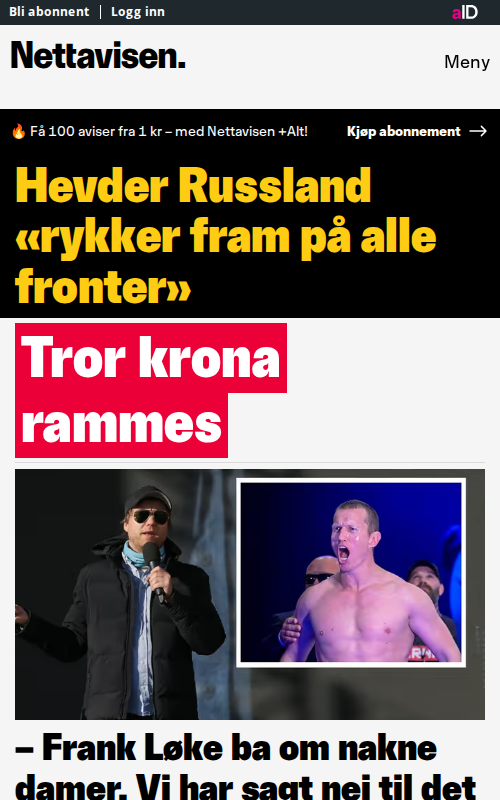 Bli abonnent | Logg inn
aID
Nettavisen.
Meny
🔥 Få 100 aviser fra 1 kr – med Nettavisen +Alt!
Kjøp abonnement →
Hevder Russland
«rykker fram på alle
fronter»
Tror krona
rammes
– Frank Løke ba om nakne
damer. Vi har sagt nei til det